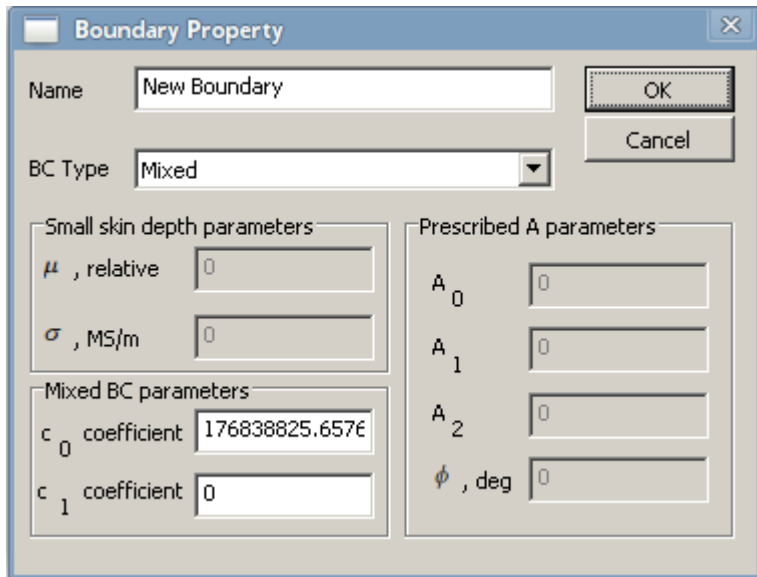 Boundary Property
Name
New Boundary
OK
Cancel
BC Type
Mixed
Small skin depth parameters
μ , relative
0
σ , MS/m
0
Mixed BC parameters
c 0 coefficient
176838825.6576
c 1 coefficient
0
Prescribed A parameters
A 0
0
A 1
0
A 2
0
ϕ , deg
0